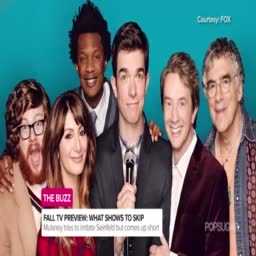 Courtesy: FOX
THE BUZZ
FALL TV PREVIEW: WHAT SHOWS TO SKIP
Mulaney tries to imitate Seinfeld but comes up short
POPSUGAR